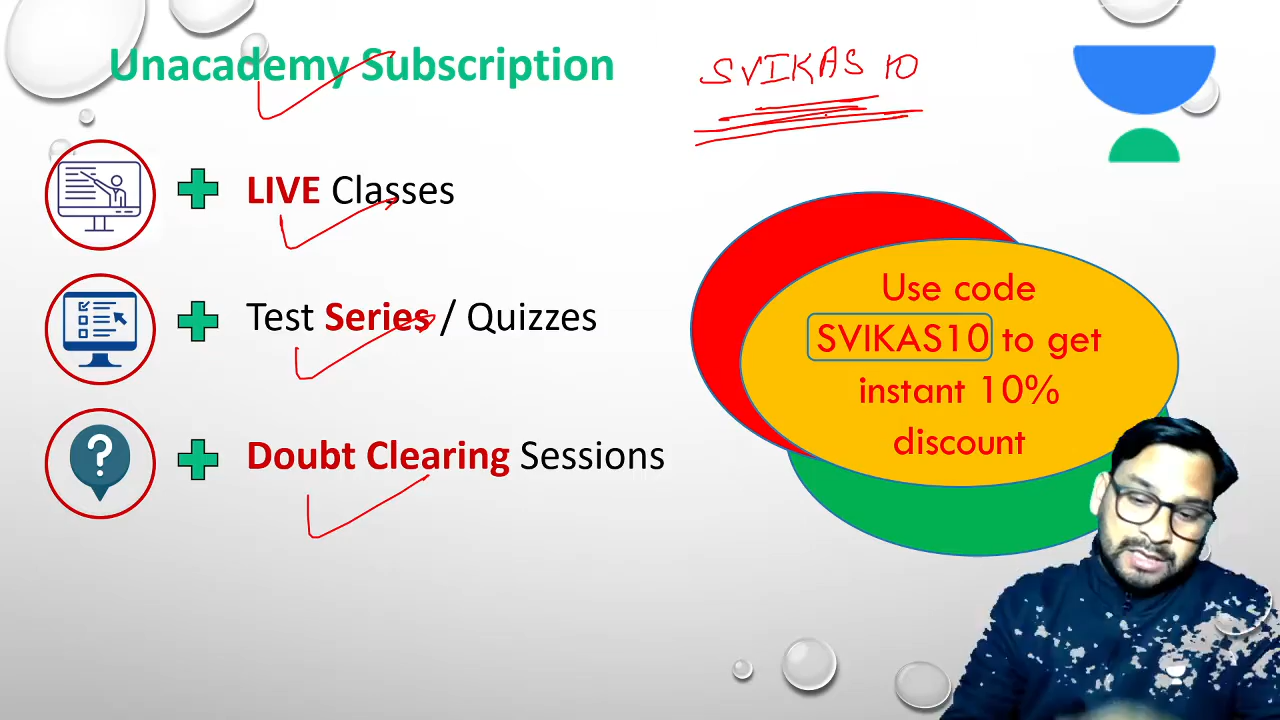 Unacademy Subscription
SVIKAS 10
LIVE Classes
Test Series / Quizzes
Doubt Clearing Sessions
Use code
SVIKAS10 to get
instant 10%
discount